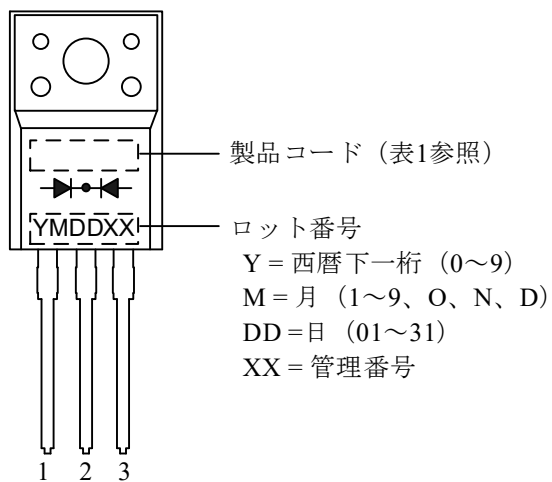 製品コード（表1参照）
YMDDXX
ロット番号
Y = 西暦下一桁（0～9）
M = 月（1～9、O、N、D）
DD =日（01～31）
XX = 管理番号
1 2 3